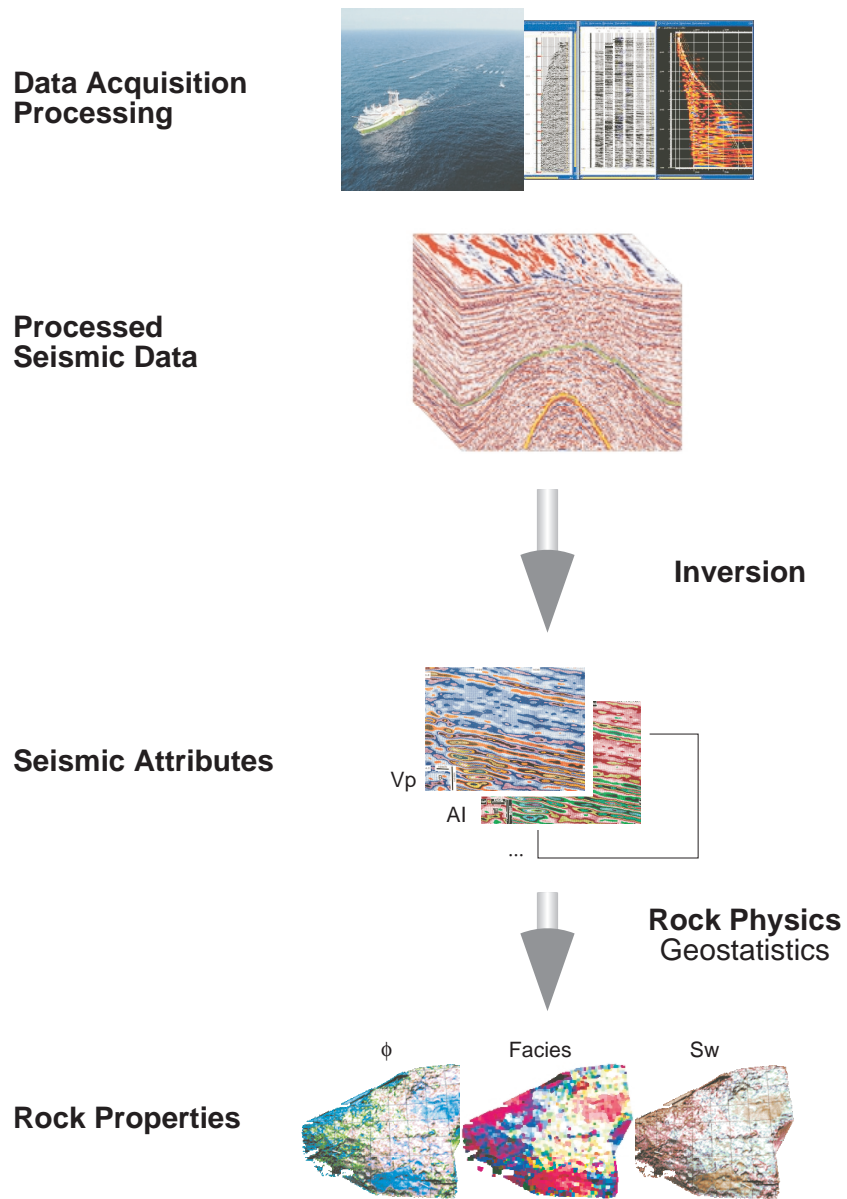 Data Acquisition
Processing
Processed
Seismic Data
Inversion
Seismic Attributes
Vp
AI
...
Rock Physics
Geostatistics
ϕ
Facies
Sw
Rock Properties